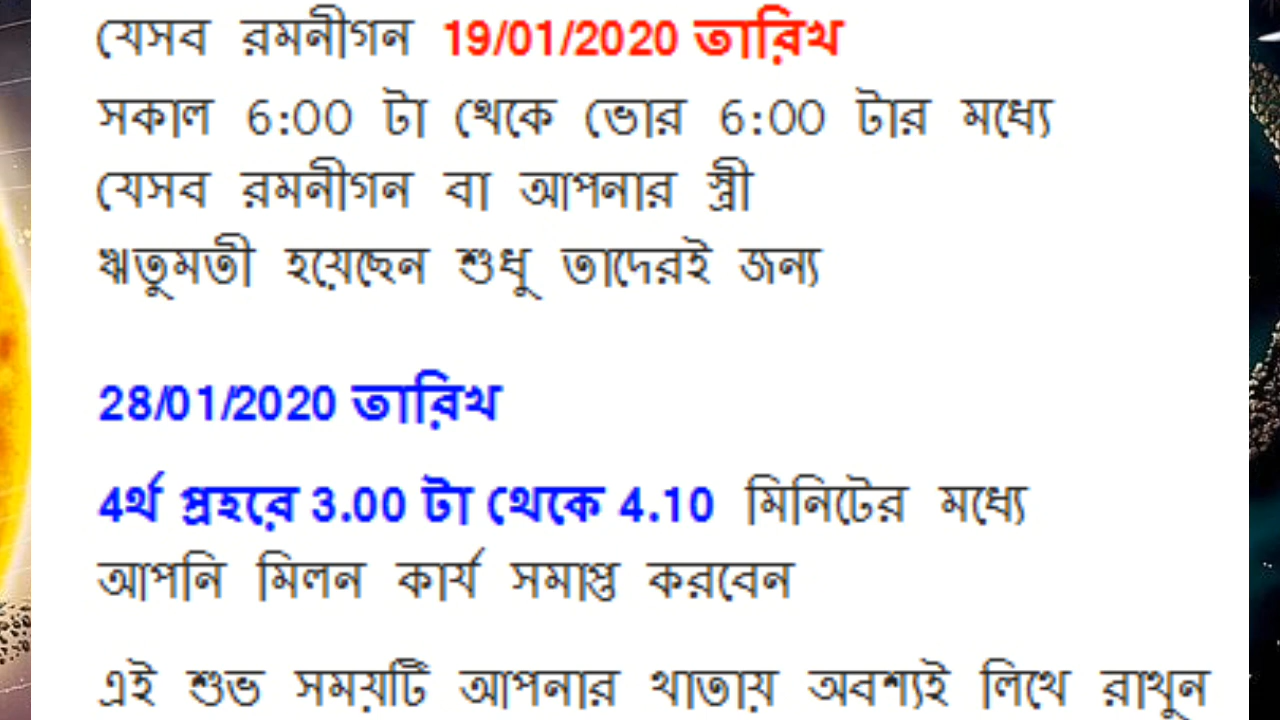 যেসব রমনীগন 19/01/2020 তারিখ
সকাল 6:00 টা থেকে ভোর 6:00 টার মধ্যে
যেসব রমনীগন বা আপনার স্ত্রী
ঋতুমতী হয়েছেন শুধু তাদেরই জন্য
28/01/2020 তারিখ
4র্থ প্রহরে 3.00 টা থেকে 4.10 মিনিটের মধ্যে
আপনি মিলন কার্য সমাপ্ত করবেন
এই শুভ সময়টি আপনার খাতায় অবশ্যই লিখে রাখুন